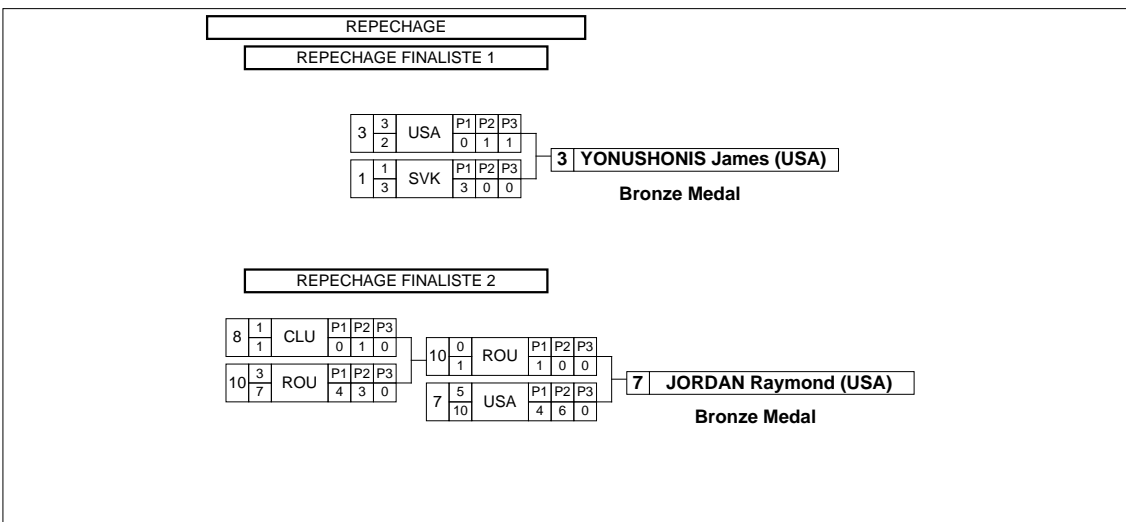 REPECHAGE
REPECHAGE FINALISTE 1
3 3 USA P1 P2 P3
2 0 1 1
3 YONUSHONIS James (USA)
1 1 SVK P1 P2 P3
3 3 0 0
Bronze Medal
REPECHAGE FINALISTE 2
8 1 CLU P1 P2 P3
1 0 1 0
10 0 ROU P1 P2 P3
1 1 0 0
10 3 ROU P1 P2 P3
7 4 3 0
7 JORDAN Raymond (USA)
7 5 USA P1 P2 P3
10 4 6 0
Bronze Medal